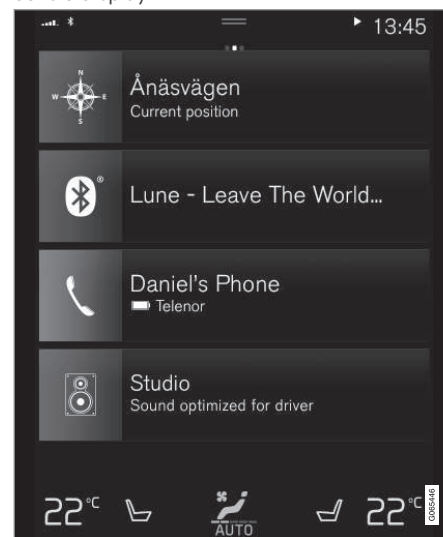 13:45
N
W E
S
Ånäsvägen
Current position
®
Lune - Leave The World...
Daniel's Phone
Telenor
Studio
Sound optimized for driver
22°C
22°C
AUTO
G065446